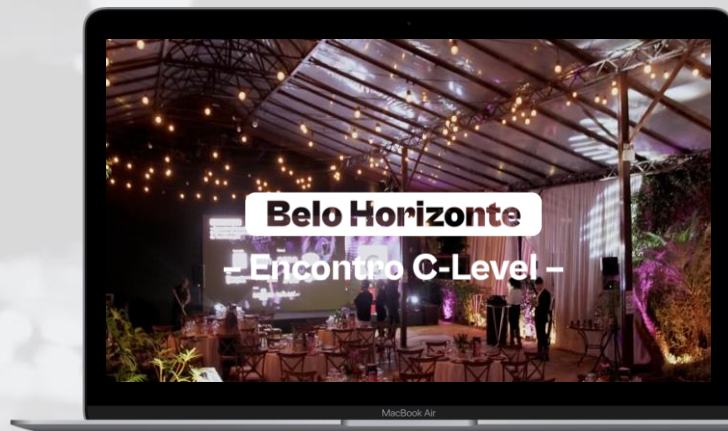 Belo Horizonte
– Encontro C-Level –
MacBook Air